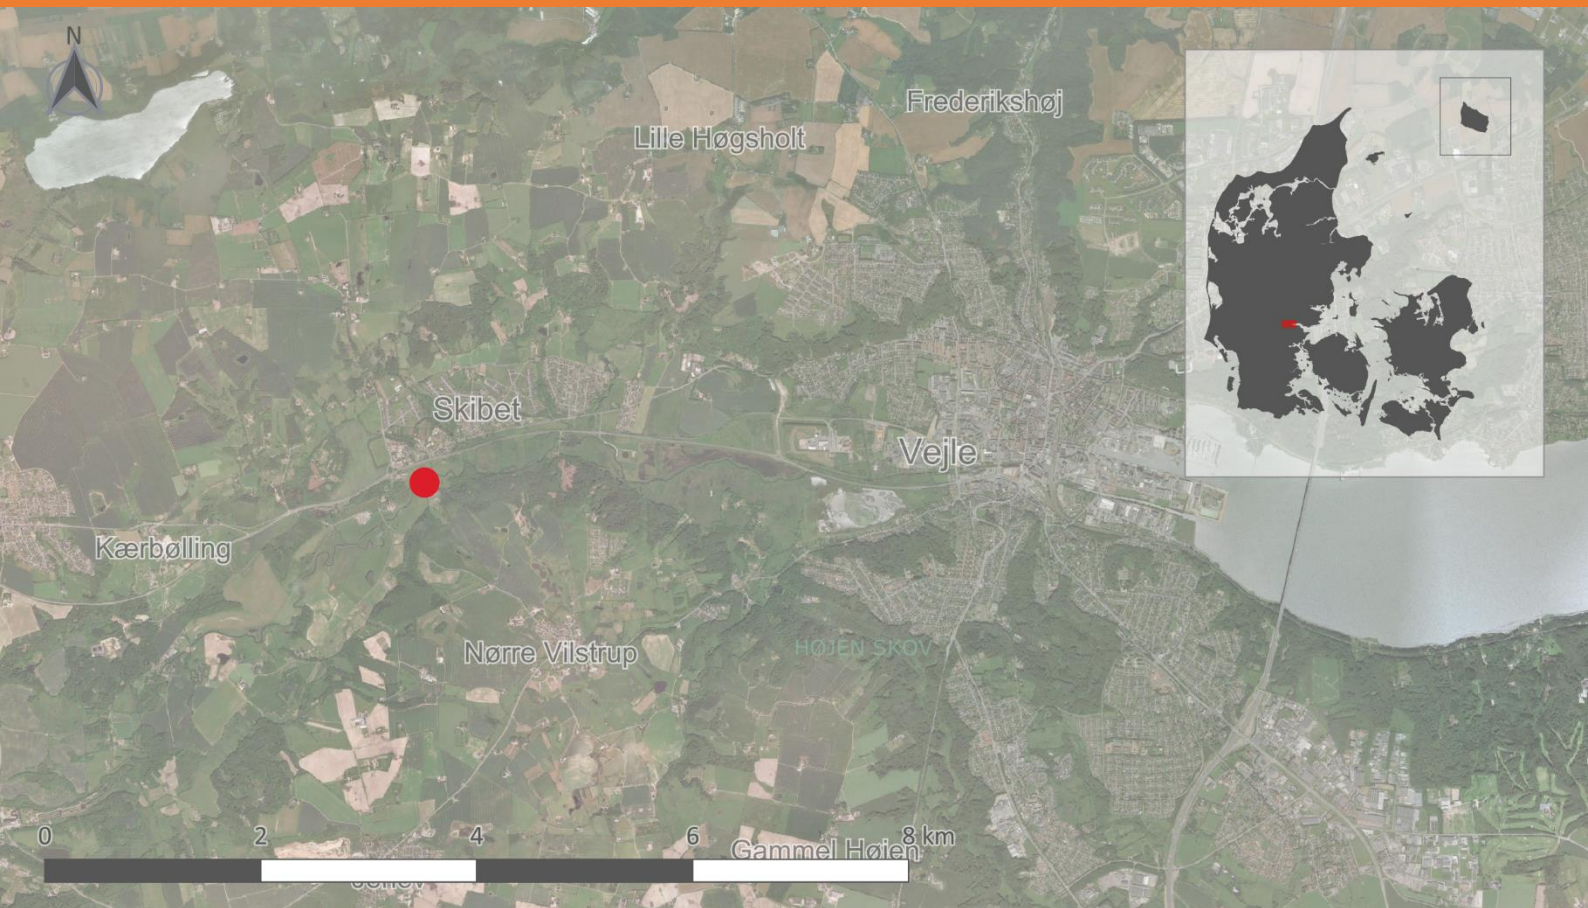 N
Frederikshøj
Lille Høgsholt
Skibet
Vejle
Kærbølling
Nørre Vilstrup
HØJEN SKOV
0 2 4 6 8 km
Gammel Højen